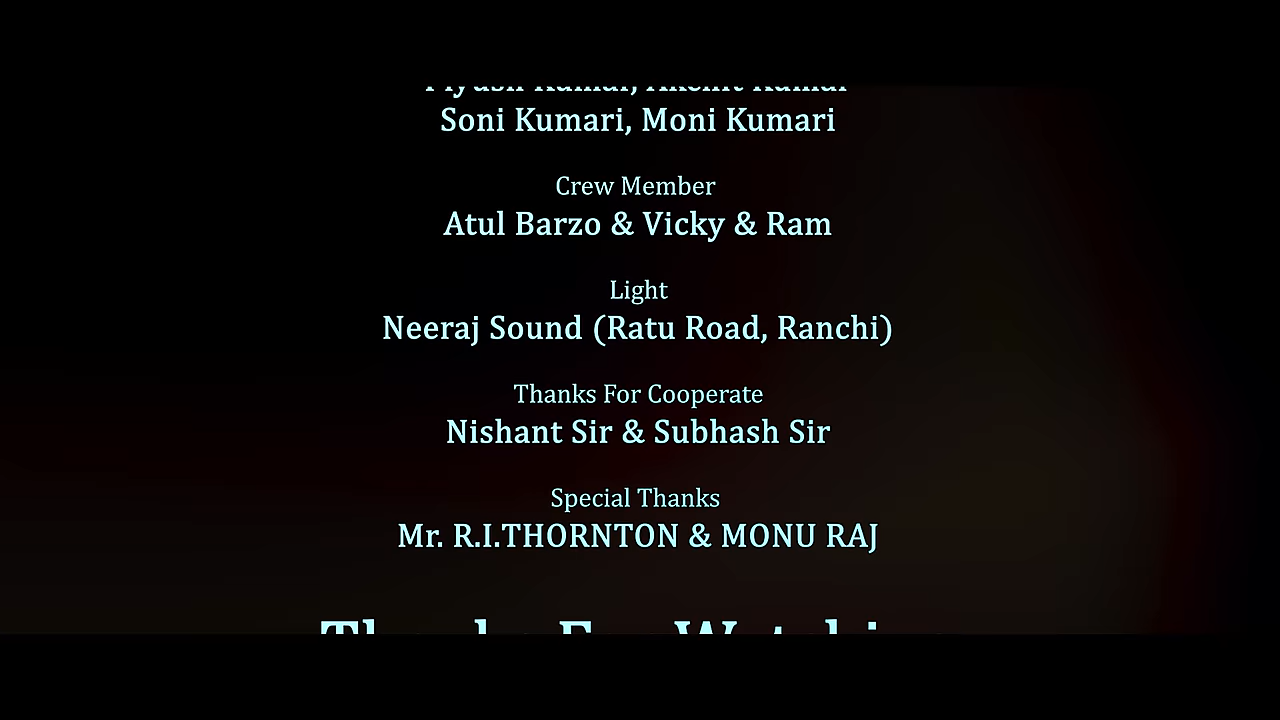 Soni Kumari, Moni Kumari
Crew Member
Atul Barzo & Vicky & Ram
Light
Neeraj Sound (Ratu Road, Ranchi)
Thanks For Cooperate
Nishant Sir & Subhash Sir
Special Thanks
Mr. R.I.THORNTON & MONU RAJ